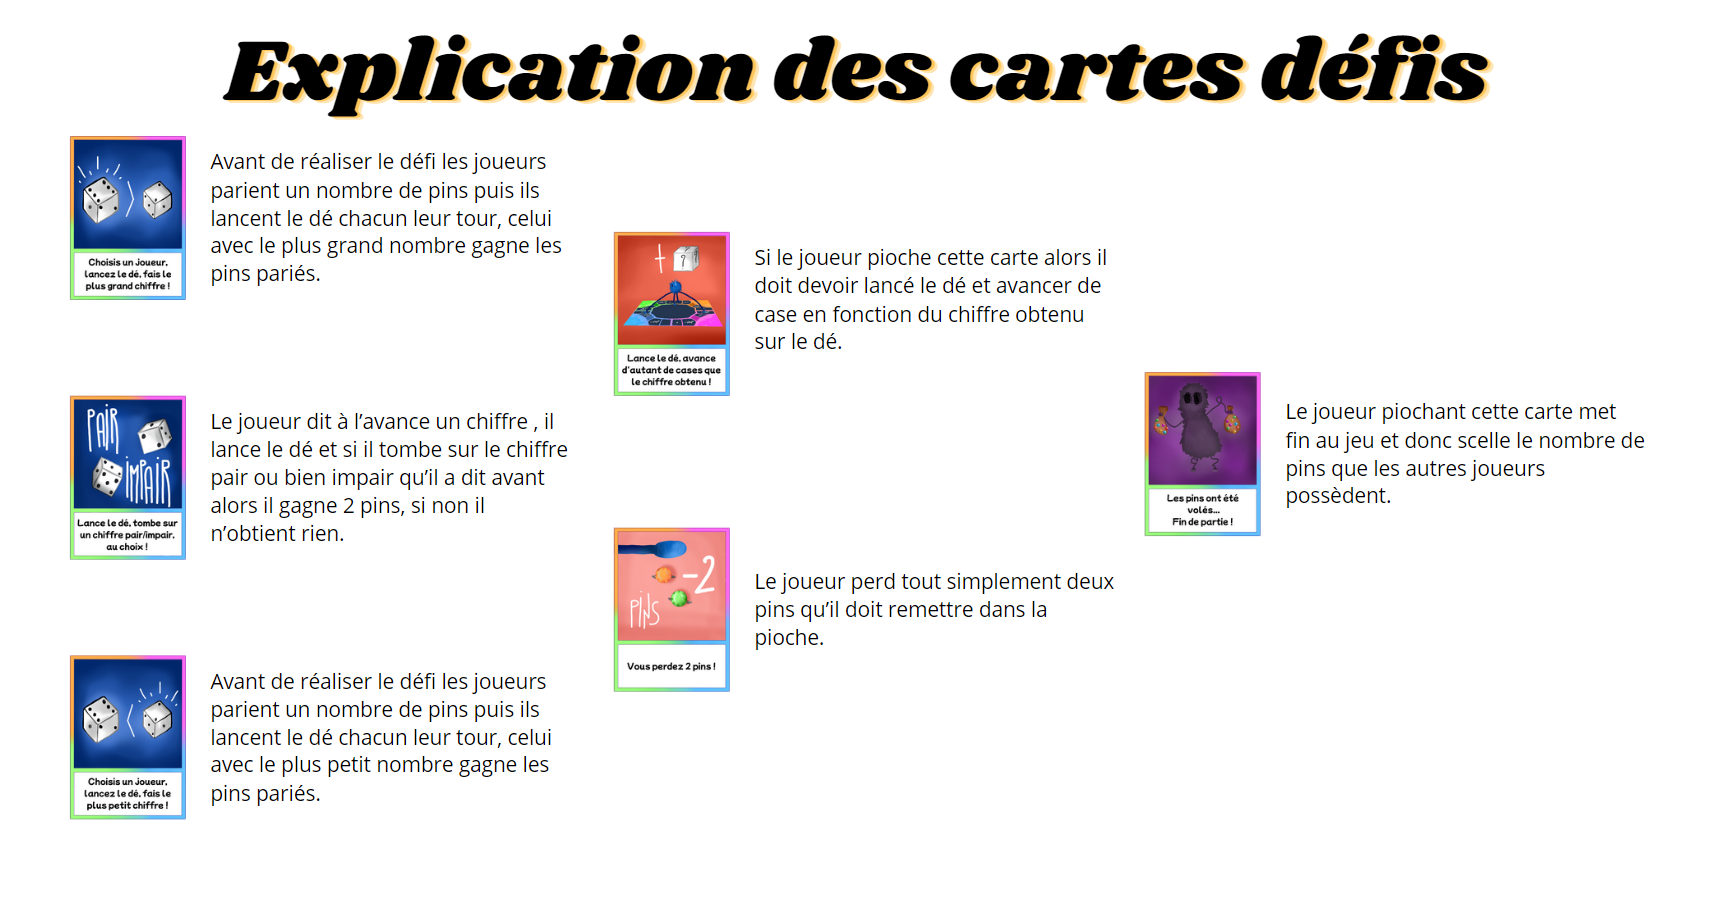 Explication des cartes défis
Choisis un Joueur,
lancez le dé, fais le
plus grand chiffre !
Avant de réaliser le défi les joueurs
parient un nombre de pins puis ils
lancent le dé chacun leur tour, celui
avec le plus grand nombre gagne les
pins pariés.
PAIR
IMPAIR
Lance le dé, tombe sur
un chiffre pair/impair,
au choix !
Le joueur dit à l’avance un chiffre , il
lance le dé et si il tombe sur le chiffre
pair ou bien impair qu’il a dit avant
alors il gagne 2 pins, si non il
n’obtient rien.
Choisis un Joueur,
lancez le dé, fais le
plus petit chiffre !
Avant de réaliser le défi les joueurs
parient un nombre de pins puis ils
lancent le dé chacun leur tour, celui
avec le plus petit nombre gagne les
pins pariés.
+ ?
Lance le dé, avance
d'autant de cases que
le chiffre obtenu !
Si le joueur pioche cette carte alors il
doit devoir lancé le dé et avancer de
case en fonction du chiffre obtenu
sur le dé.
-2
PINS
Vous perdez 2 pins !
Le joueur perd tout simplement deux
pins qu’il doit remettre dans la
pioche.
Les pins ont été
volés...
Fin de partie !
Le joueur piochant cette carte met
fin au jeu et donc scelle le nombre de
pins que les autres joueurs
possèdent.